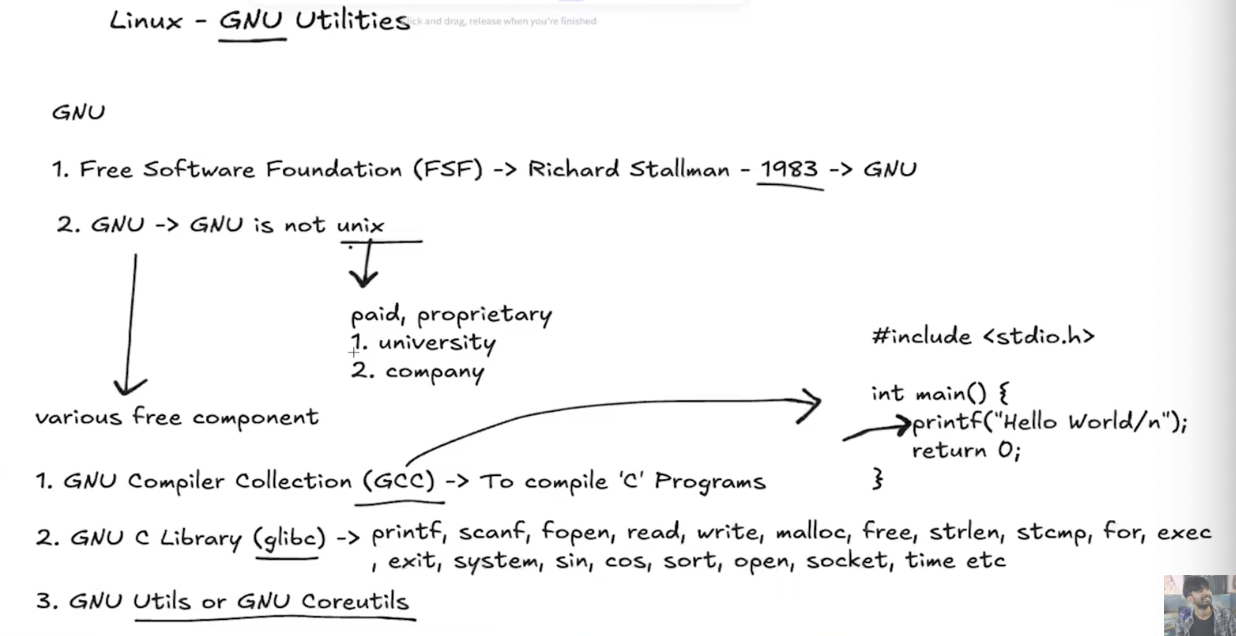 Linux - GNU Utilities
Click and drag, release when you're finished
GNU
1. Free Software Foundation (FSF) -> Richard Stallman - 1983 -> GNU
2. GNU -> GNU is not unix
paid, proprietary
1. university
2. company
various free component
#include <stdio.h>
int main() {
printf("Hello World/n");
return 0;
}
1. GNU Compiler Collection (GCC) -> To compile 'C' Programs
2. GNU C Library (glibc) -> printf, scanf, fopen, read, write, malloc, free, strlen, stcmp, for, exec
, exit, system, sin, cos, sort, open, socket, time etc
3. GNU Utils or GNU Coreutils